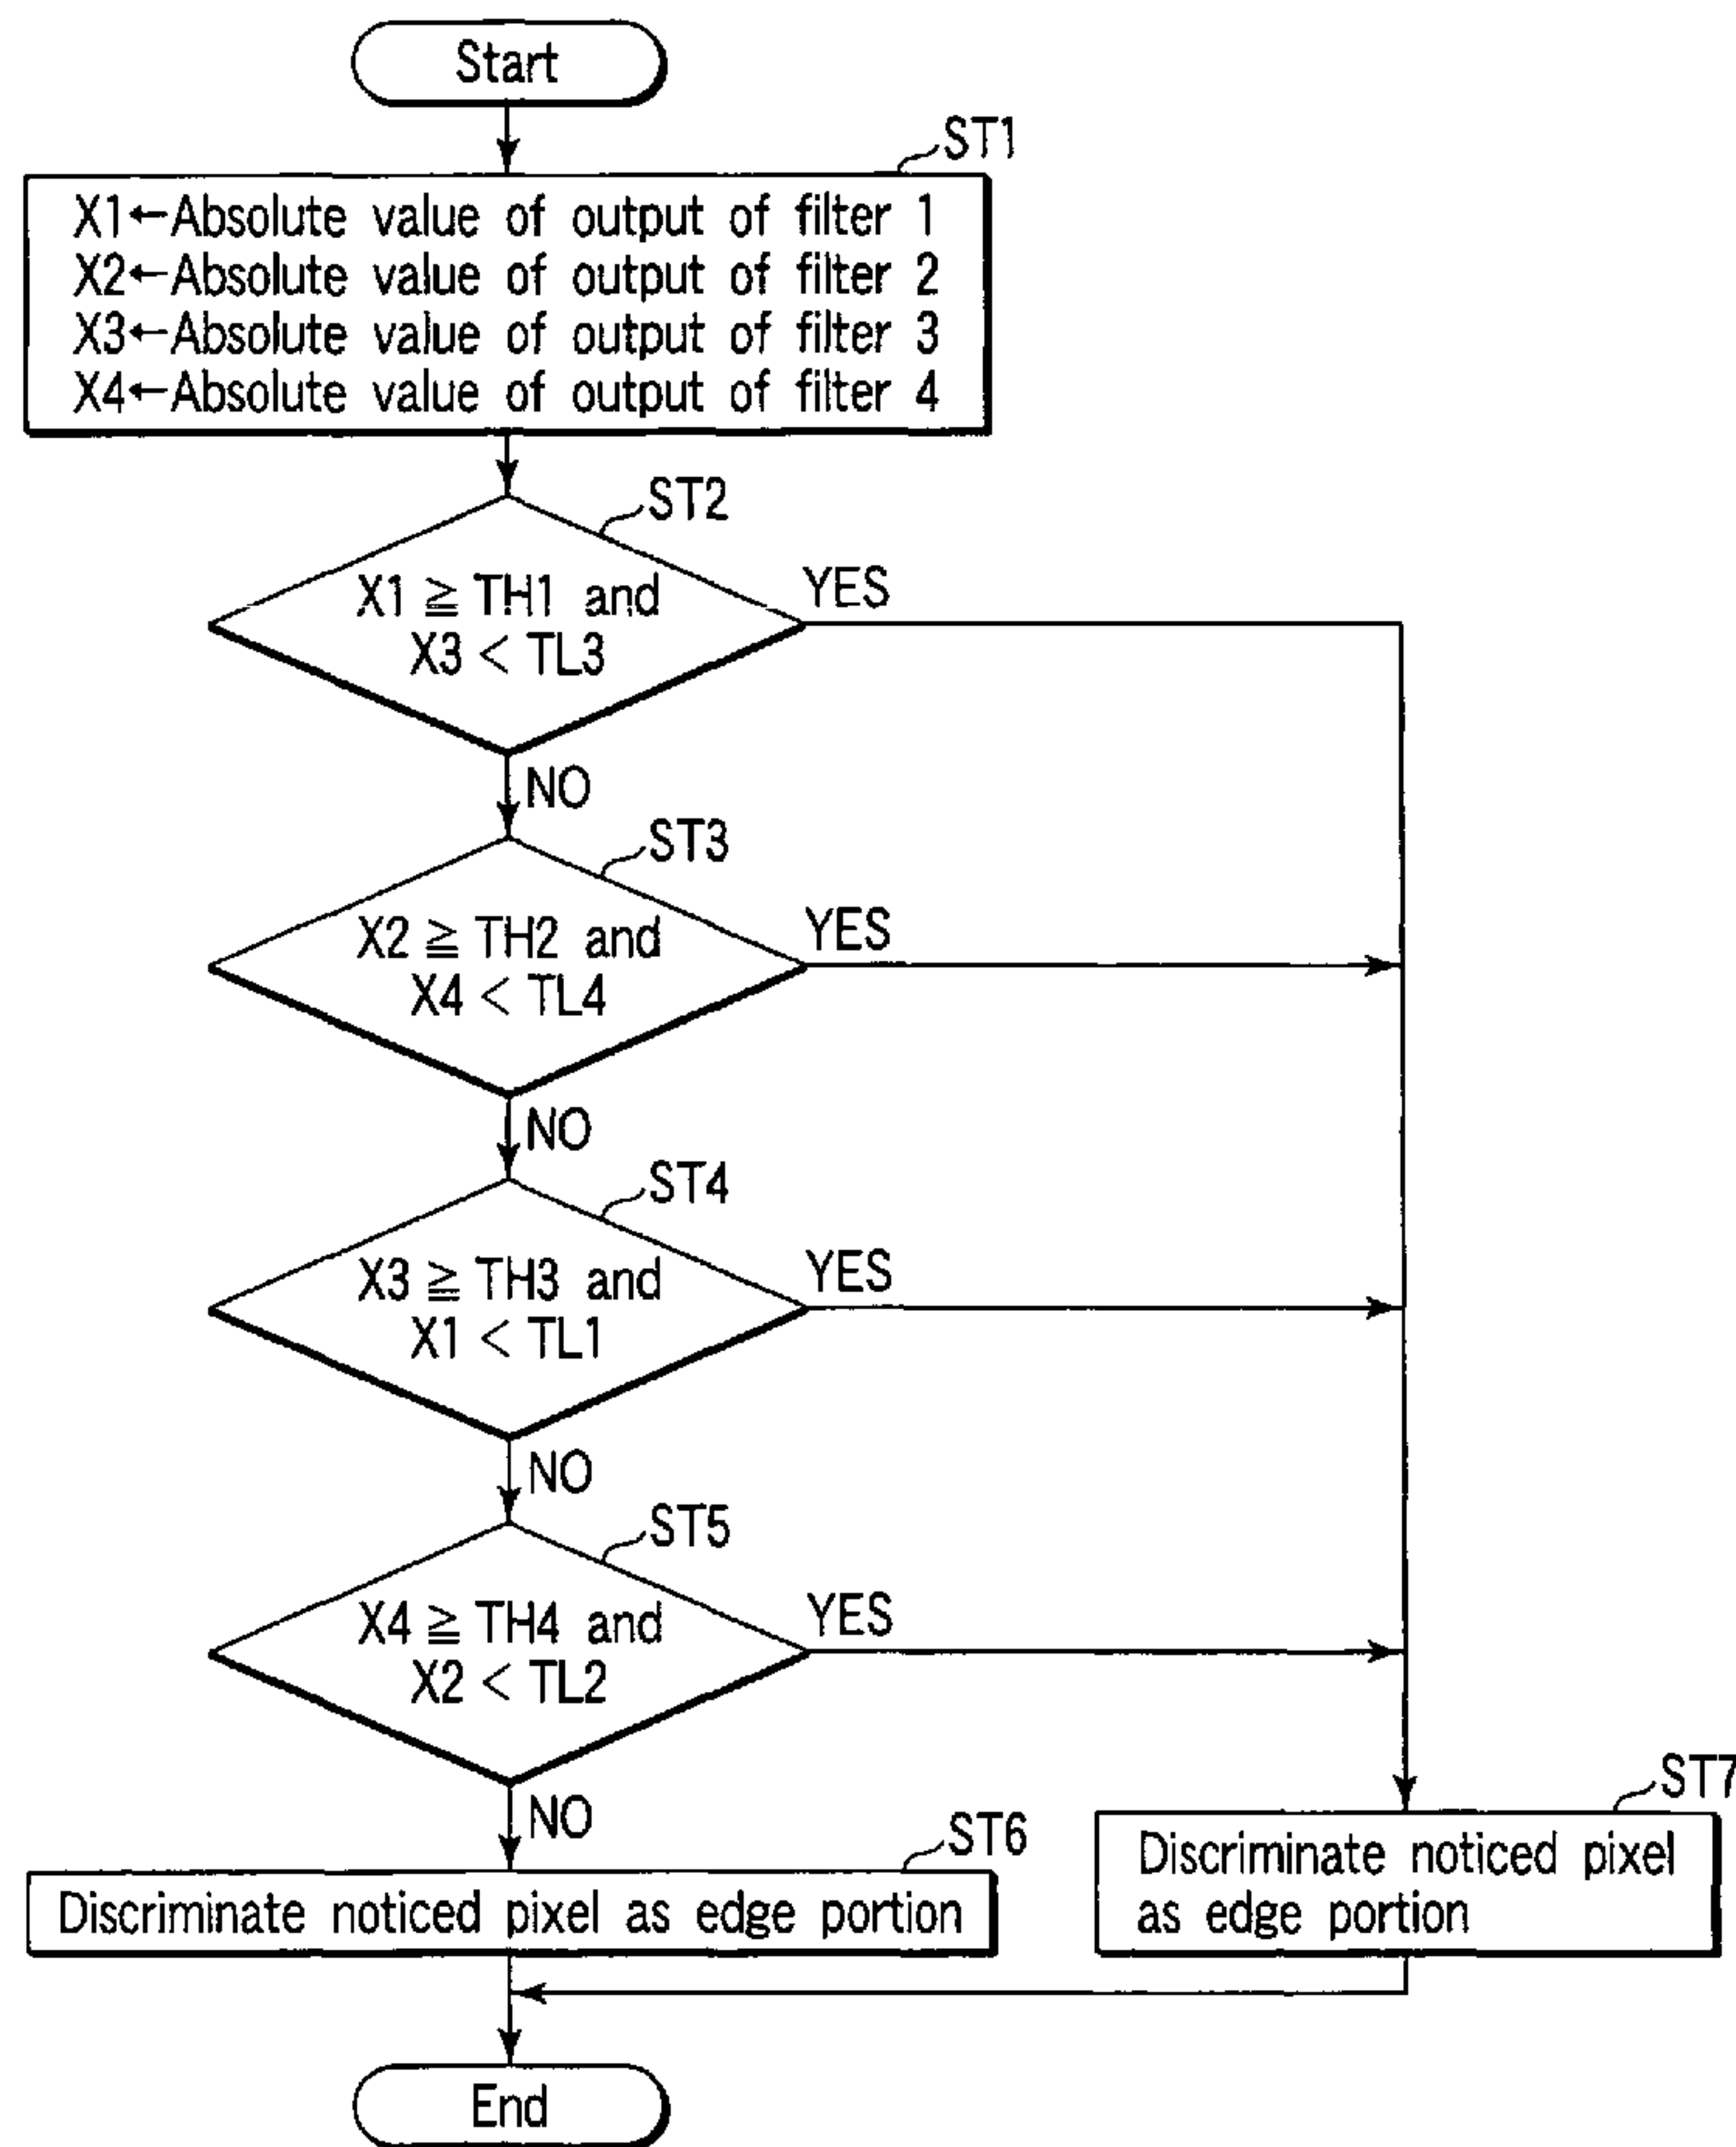 Start
ST1
X1←Absolute value of output of filter 1
X2←Absolute value of output of filter 2
X3←Absolute value of output of filter 3
X4←Absolute value of output of filter 4
ST2
X1 ≧ TH1 and
X3 < TL3
YES
NO
ST3
X2 ≧ TH2 and
X4 < TL4
YES
NO
ST4
X3 ≧ TH3 and
X1 < TL1
YES
NO
ST5
X4 ≧ TH4 and
X2 < TL2
YES
NO
ST6
Discriminate noticed pixel as edge portion
ST7
Discriminate noticed pixel
as edge portion
End